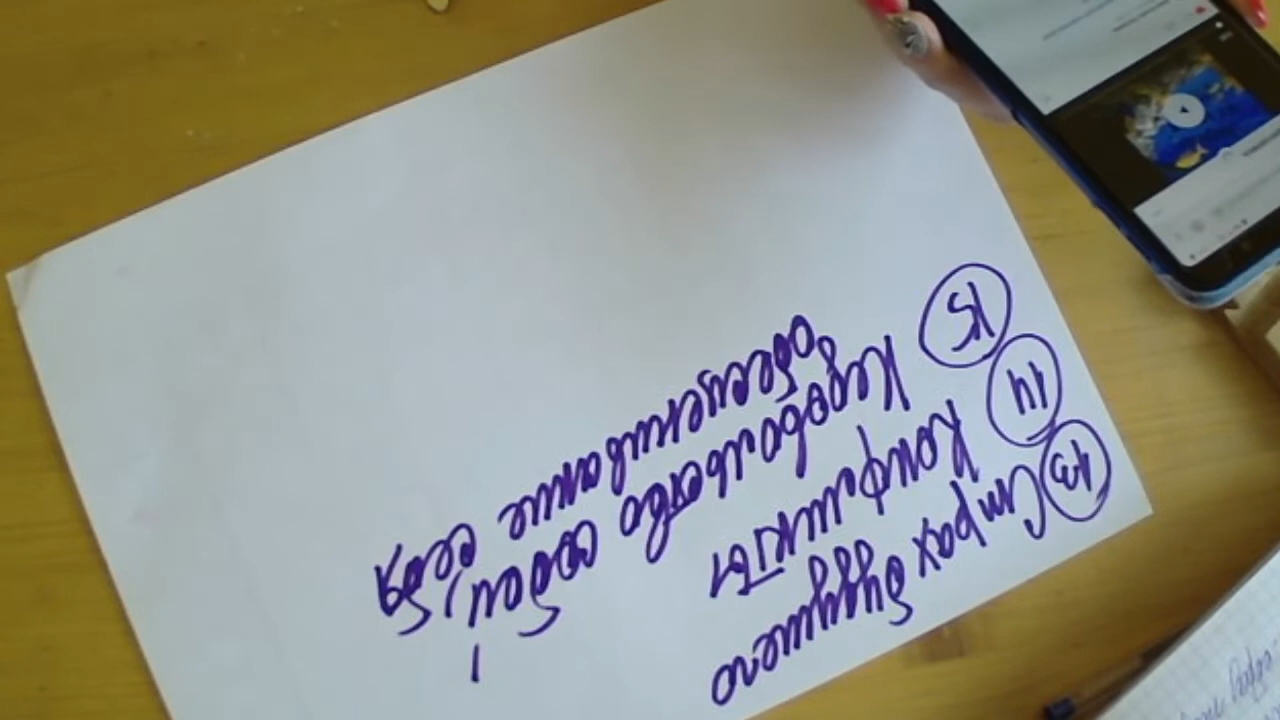 13 Страх будущего
14 Конфликты
15 Недовольство собой,
обесценивание себя